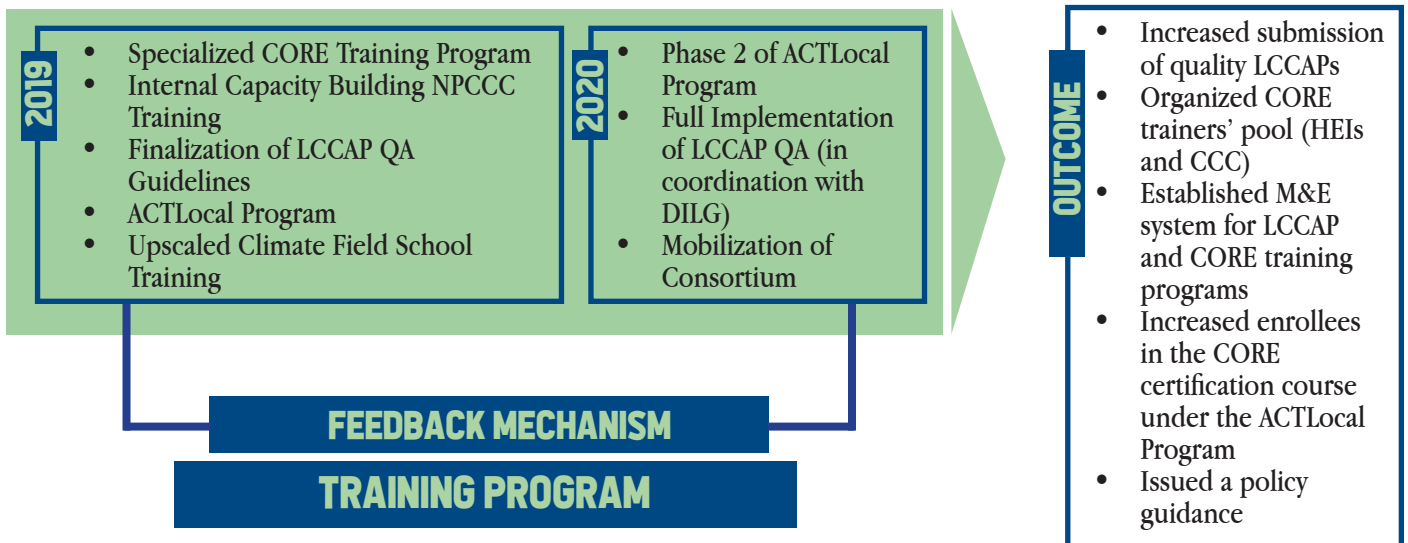 2019
• Specialized CORE Training Program
• Internal Capacity Building NPCCC
Training
• Finalization of LCCAP QA
Guidelines
• ACTLocal Program
• Upscaled Climate Field School
Training
2020
• Phase 2 of ACTLocal
Program
• Full Implementation
of LCCAP QA (in
coordination with
DILG)
• Mobilization of
Consortium
FEEDBACK MECHANISM
TRAINING PROGRAM
OUTCOME
• Increased submission
of quality LCCAPs
• Organized CORE
trainers’ pool (HEIs
and CCC)
• Established M&E
system for LCCAP
and CORE training
programs
• Increased enrollees
in the CORE
certification course
under the ACTLocal
Program
• Issued a policy
guidance